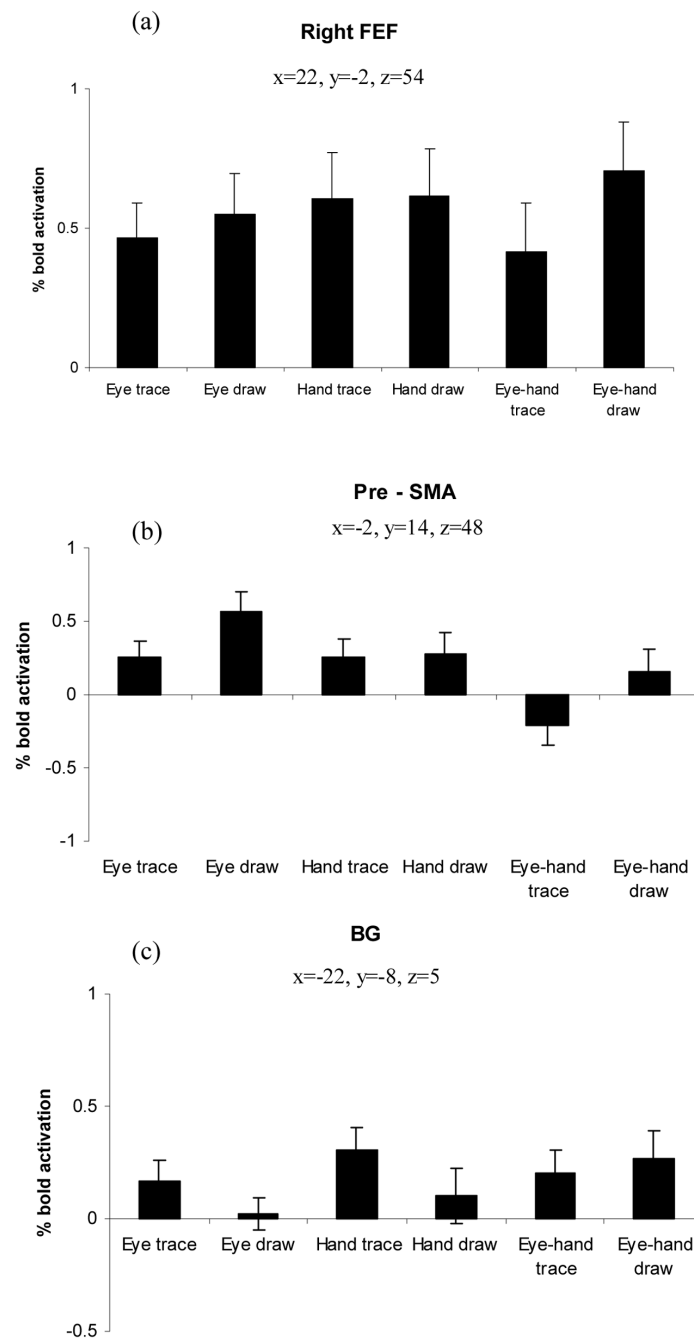 (a)
Right FEF
x=22, y=-2, z=54
1
0.5
0
% bold activation
Eye trace Eye draw Hand trace Hand draw Eye-hand trace Eye-hand draw
Pre - SMA
(b)
x=-2, y=14, z=48
1
0.5
0
-0.5
-1
% bold activation
Eye trace Eye draw Hand trace Hand draw Eye-hand trace Eye-hand draw
BG
(c)
x=-22, y=-8, z=5
1
0.5
0
-0.5
% bold activation
Eye trace Eye draw Hand trace Hand draw Eye-hand trace Eye-hand draw